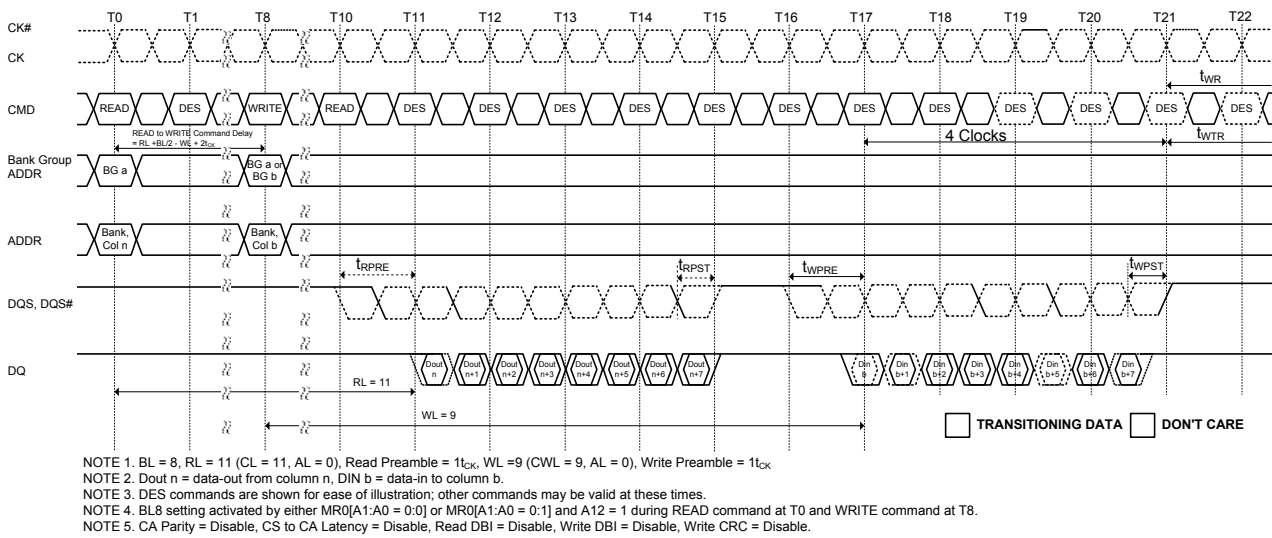 T0 T1 T8 T10 T11 T12 T13 T14 T15 T16 T17 T18 T19 T20 T21 T22
CK#
CK
tWR
CMD READ DES WRITE READ DES DES DES DES DES DES DES DES DES DES DES DES
READ to WRITE Command Delay
= RL +BL/2 - WL + 2tCK
4 Clocks
tWTR
Bank Group
ADDR
BG a
BG a or
BG b
ADDR
Bank,
Col n
Bank,
Col b
tRPRE tRPST tWPRE tWPST
DQS, DQS#
DQ
Dout
n
Dout
n+1
Dout
n+2
Dout
n+3
Dout
n+4
Dout
n+5
Dout
n+6
Dout
n+7
Din
b
Din
b+1
Din
b+2
Din
b+3
Din
b+4
Din
b+5
Din
b+6
Din
b+7
RL = 11
WL = 9
TRANSITIONING DATA DON'T CARE
NOTE 1. BL = 8, RL = 11 (CL = 11, AL = 0), Read Preamble = 1tCK, WL =9 (CWL = 9, AL = 0), Write Preamble = 1tCK
NOTE 2. Dout n = data-out from column n, DIN b = data-in to column b.
NOTE 3. DES commands are shown for ease of illustration; other commands may be valid at these times.
NOTE 4. BL8 setting activated by either MR0[A1:A0 = 0:0] or MR0[A1:A0 = 0:1] and A12 = 1 during READ command at T0 and WRITE command at T8.
NOTE 5. CA Parity = Disable, CS to CA Latency = Disable, Read DBI = Disable, Write DBI = Disable, Write CRC = Disable.